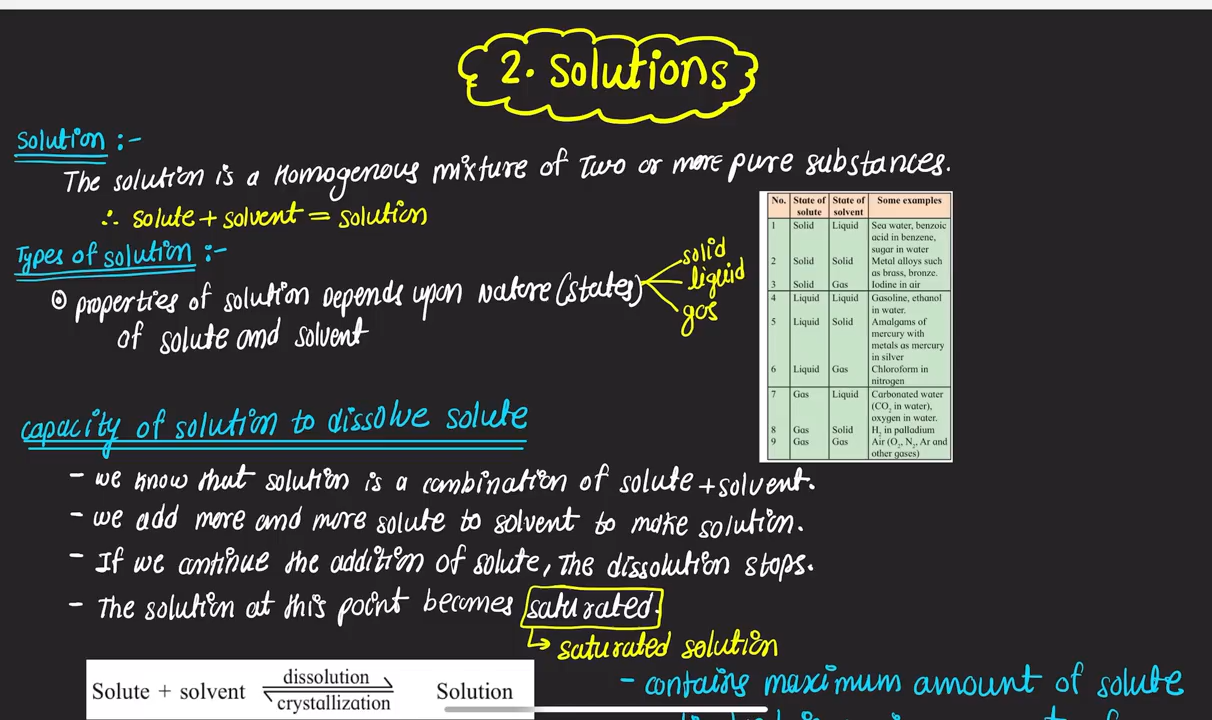 2. Solutions
Solution :-
The solution is a Homogenous mixture of Two or more pure substances.
∴ solute + solvent = solution
Types of solution :-
⊙ properties of solution Depends upon Nature (states)
of solute and solvent
solid
liquid
gas
No. State of solute State of solvent Some examples
1 Solid Liquid Sea water, benzoic
acid in benzene,
sugar in water
2 Solid Solid Metal alloys such
as brass, bronze.
3 Solid Gas Iodine in air
4 Liquid Liquid Gasoline, ethanol
in water.
5 Liquid Solid Amalgams of
mercury with
metals as mercury
in silver
6 Liquid Gas Chloroform in
nitrogen
7 Gas Liquid Carbonated water
(CO₂ in water),
oxygen in water.
8 Gas Solid H₂ in palladium
9 Gas Gas Air (O₂, N₂, Ar and
other gases)
capacity of solution to dissolve solute
- we know that solution is a combination of solute + solvent.
- we add more and more solute to solvent to make solution.
- If we continue the addition of solute, The dissolution stops.
- The solution at this point becomes saturated.
↳ saturated solution
- contains maximum amount of solute
Solute + solvent ⇌ Solution
dissolution
crystallization